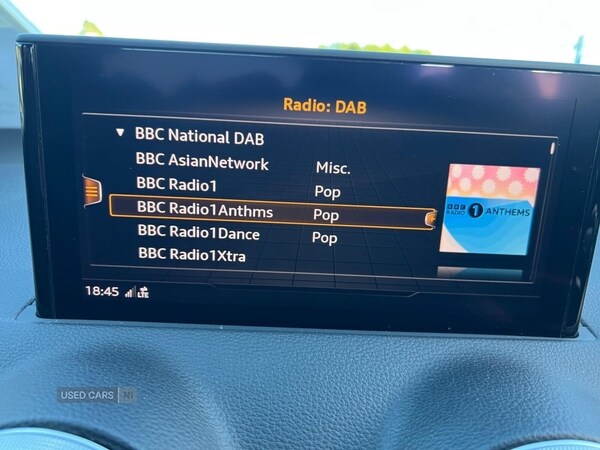 Radio: DAB
▼ BBC National DAB
BBC AsianNetwork Misc.
BBC Radio1 Pop
BBC Radio1Anthms Pop
BBC Radio1Dance Pop
BBC Radio1Xtra
BBC
RADIO 1 ANTHEMS
18:45 LTE
USED CARS NI